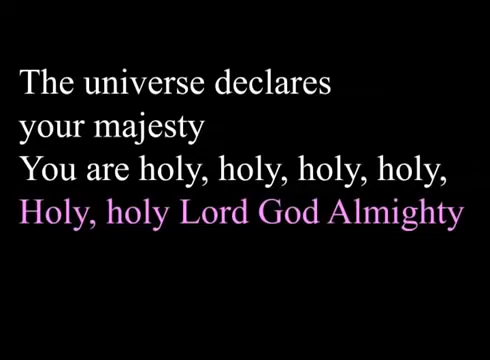 The universe declares
your majesty
You are holy, holy, holy, holy,
Holy, holy Lord God Almighty